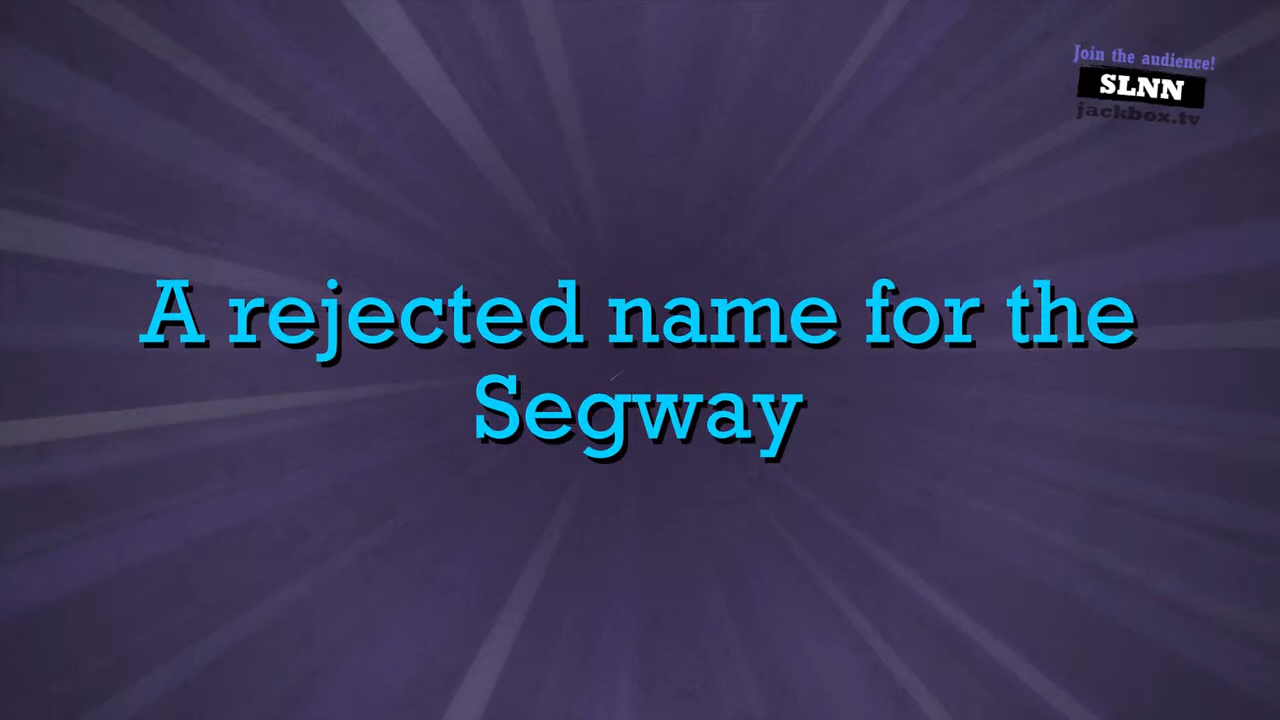 Join the audience!
SLNN
jackbox.tv
A rejected name for the
Segway